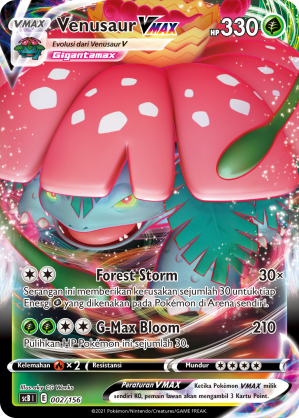 VMAX Venusaur VMAX HP 330
Evolusi dari Venusaur V
Gigantamax
Forest Storm 30×
Serangan ini memberikan kerusakan sejumlah 30 untuk tiap
Energi yang dikenakan pada Pokémon di Arena sendiri.
G-Max Bloom 210
Pulihkan HP Pokémon ini sejumlah 30.
Kelemahan × 2 Resistansi -- Mundur
Illus. aky CG Works
sc1 I E 002/156
Peraturan VMAX
Ketika Pokémon VMAX milik
sendiri KO, pemain lawan akan mengambil 3 Kartu Prize.
©2021 Pokémon/Nintendo/Creatures/GAME FREAK.